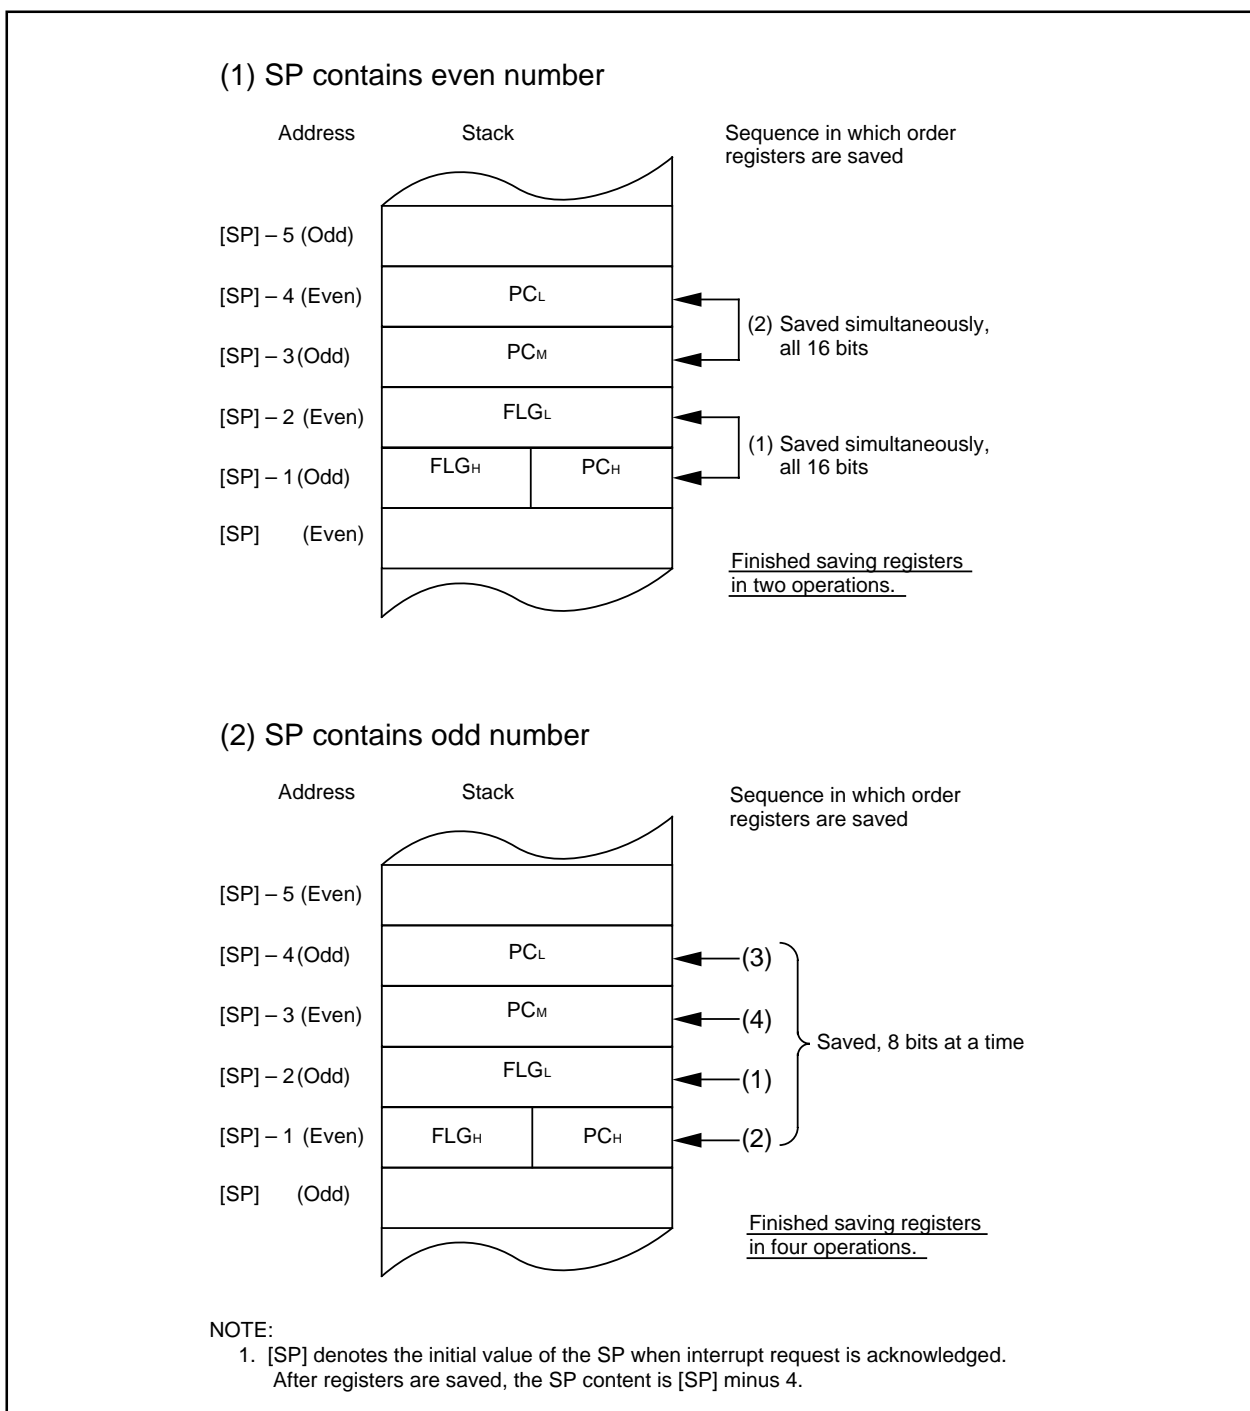 (1) SP contains even number
Address Stack Sequence in which order
registers are saved
[SP] – 5 (Odd)
[SP] – 4 (Even) PCL
(2) Saved simultaneously,
all 16 bits
[SP] – 3 (Odd) PCM
[SP] – 2 (Even) FLGL
(1) Saved simultaneously,
all 16 bits
[SP] – 1 (Odd) FLGH PCH
[SP] (Even)
Finished saving registers
in two operations.
(2) SP contains odd number
Address Stack Sequence in which order
registers are saved
[SP] – 5 (Even)
[SP] – 4 (Odd) PCL (3)
[SP] – 3 (Even) PCM (4)
Saved, 8 bits at a time
[SP] – 2 (Odd) FLGL (1)
[SP] – 1 (Even) FLGH PCH (2)
[SP] (Odd)
Finished saving registers
in four operations.
NOTE:
1. [SP] denotes the initial value of the SP when interrupt request is acknowledged.
After registers are saved, the SP content is [SP] minus 4.